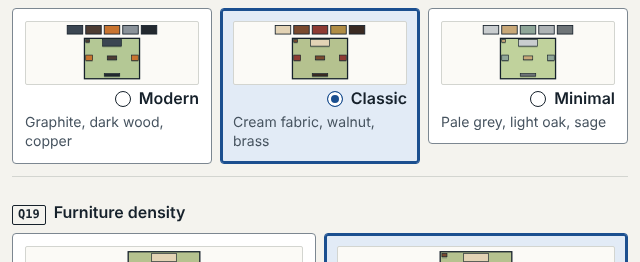 Modern
Graphite, dark wood,
copper
Classic
Cream fabric, walnut,
brass
Minimal
Pale grey, light oak, sage
Q19 Furniture density